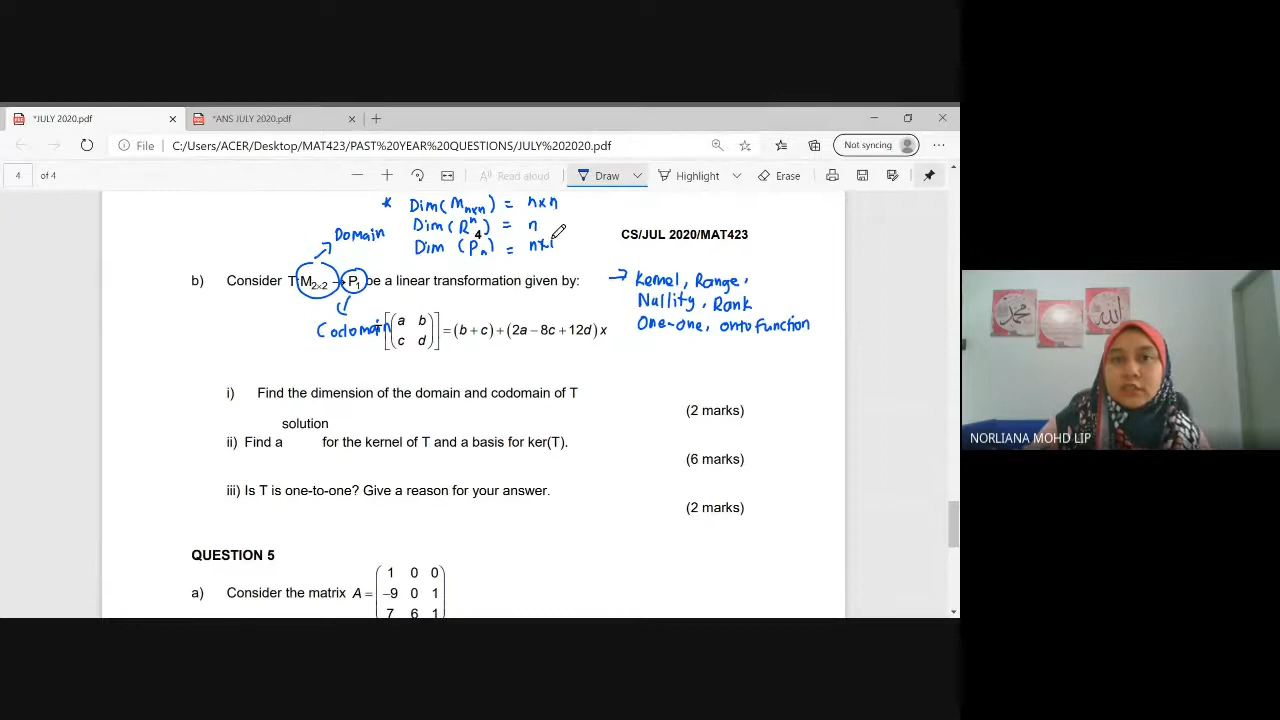 *JULY 2020.pdf
*ANS JULY 2020.pdf
File C:/Users/ACER/Desktop/MAT423/PAST%20YEAR%20QUESTIONS/JULY%202020.pdf
Not syncing
4 of 4
Read aloud Draw Highlight Erase
* Dim(Mnxn) = nxn
Dim(Rⁿ) = n
Dim (Pn) = n+1
4
CS/JUL 2020/MAT423
Domain
b) Consider T:M2×2 → P1 be a linear transformation given by:
→ Kernel, Range,
Nullity, Rank
One-one, onto function
Codomain
[(a b
c d)] = (b + c) + (2a − 8c + 12d) x
i) Find the dimension of the domain and codomain of T
(2 marks)
solution
ii) Find a for the kernel of T and a basis for ker(T).
(6 marks)
iii) Is T is one-to-one? Give a reason for your answer.
(2 marks)
QUESTION 5
a) Consider the matrix A =
1 0 0
−9 0 1
7 6 1
NORLIANA MOHD LIP